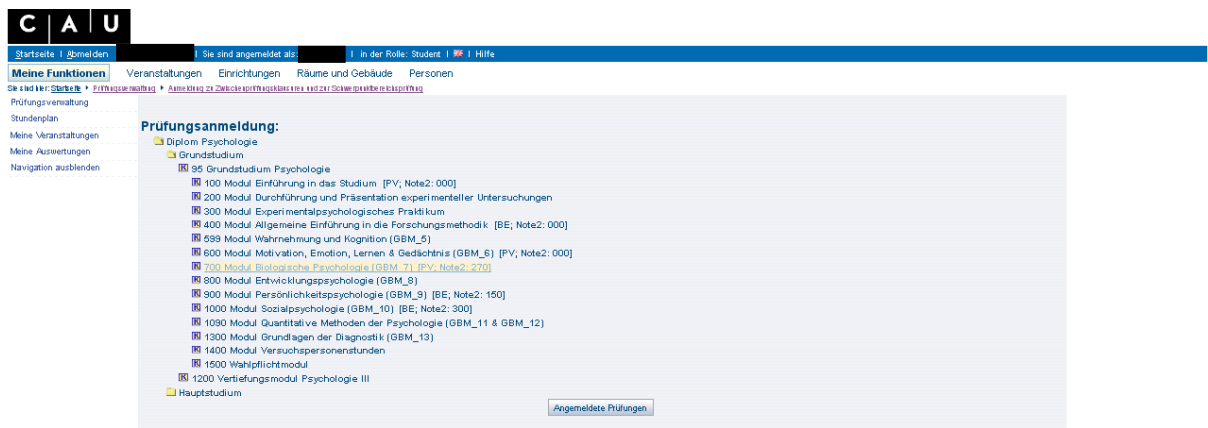 C | A | U
Startseite | Abmelden | Sie sind angemeldet als: | in der Rolle: Student | Hilfe
Meine Funktionen Veranstaltungen Einrichtungen Räume und Gebäude Personen
Sie sind hier: Startseite Prüfungsverwaltung Anmeldung zu Zwischenprüfungsklausuren und zur Schwerpunktbereichsprüfung
Prüfungsverwaltung
Stundenplan
Meine Veranstaltungen
Meine Auswertungen
Navigation ausblenden
Prüfungsanmeldung:
Diplom Psychologie
Grundstudium
K 95 Grundstudium Psychologie
K 100 Modul Einführung in das Studium [PV; Note2: 000]
K 200 Modul Durchführung und Präsentation experimenteller Untersuchungen
K 300 Modul Experimentalpsychologisches Praktikum
K 400 Modul Allgemeine Einführung in die Forschungsmethodik [BE; Note2: 000]
K 599 Modul Wahrnehmung und Kognition (GBM_5)
K 600 Modul Motivation, Emotion, Lernen & Gedächtnis (GBM_6) [PV; Note2: 000]
K 700 Modul Biologische Psychologie (GBM_7) [PV; Note2: 270]
K 800 Modul Entwicklungspsychologie (GBM_8)
K 900 Modul Persönlichkeitspsychologie (GBM_9) [BE; Note2: 150]
K 1000 Modul Sozialpsychologie (GBM_10) [BE; Note2: 300]
K 1090 Modul Quantitative Methoden der Psychologie (GBM_11 & GBM_12)
K 1300 Modul Grundlagen der Diagnostik (GBM_13)
K 1400 Modul Versuchspersonenstunden
K 1500 Wahlpflichtmodul
K 1200 Vertiefungsmodul Psychologie III
Hauptstudium
Angemeldete Prüfungen